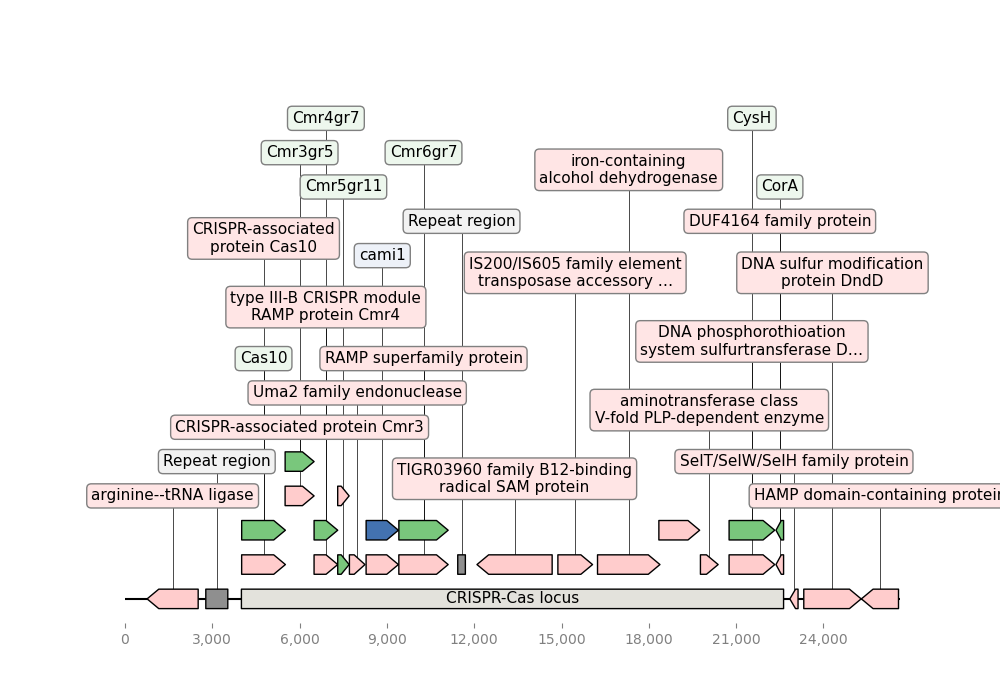 Cmr4gr7
CysH
Cmr3gr5
Cmr6gr7
iron-containing
alcohol dehydrogenase
Cmr5gr11
CorA
CRISPR-associated
protein Cas10
Repeat region
DUF4164 family protein
cami1
IS200/IS605 family element
transposase accessory ...
DNA sulfur modification
protein DndD
type III-B CRISPR module
RAMP protein Cmr4
DNA phosphorothioation
system sulfurtransferase D...
Cas10
RAMP superfamily protein
Uma2 family endonuclease
aminotransferase class
V-fold PLP-dependent enzyme
CRISPR-associated protein Cmr3
Repeat region
TIGR03960 family B12-binding
radical SAM protein
SelT/SelW/SelH family protein
arginine--tRNA ligase
HAMP domain-containing protein
CRISPR-Cas locus
0 3,000 6,000 9,000 12,000 15,000 18,000 21,000 24,000